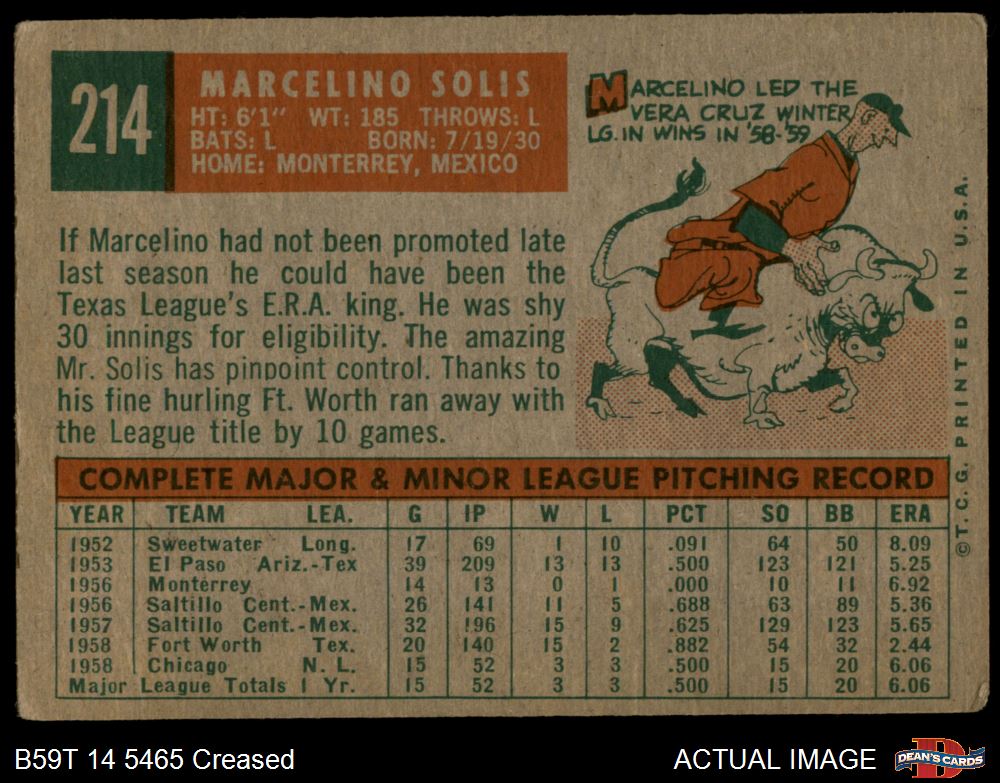 214
MARCELINO SOLIS
HT: 6'1" WT: 185 THROWS: L
BATS: L BORN: 7/19/30
HOME: MONTERREY, MEXICO
MARCELINO LED THE
VERA CRUZ WINTER
LG. IN WINS IN '58-'59
If Marcelino had not been promoted late
last season he could have been the
Texas League's E.R.A. king. He was shy
30 innings for eligibility. The amazing
Mr. Solis has pinpoint control. Thanks to
his fine hurling Ft. Worth ran away with
the League title by 10 games.
COMPLETE MAJOR & MINOR LEAGUE PITCHING RECORD
YEAR TEAM LEA. G IP W L PCT SO BB ERA
1952 Sweetwater Long. 17 69 1 10 .091 64 50 8.09
1953 El Paso Ariz.-Tex 39 209 13 13 .500 123 121 5.25
1956 Monterrey 14 13 0 1 .000 10 11 6.92
1956 Saltillo Cent.-Mex. 26 141 11 5 .688 63 89 5.36
1957 Saltillo Cent.-Mex. 32 196 15 9 .625 129 123 5.65
1958 Fort Worth Tex. 20 140 15 2 .882 54 32 2.44
1958 Chicago N. L. 15 52 3 3 .500 15 20 6.06
Major League Totals 1 Yr. 15 52 3 3 .500 15 20 6.06
©T.C.G. PRINTED IN U.S.A.
B59T 14 5465 Creased
ACTUAL IMAGE
D
DEAN'S CARDS